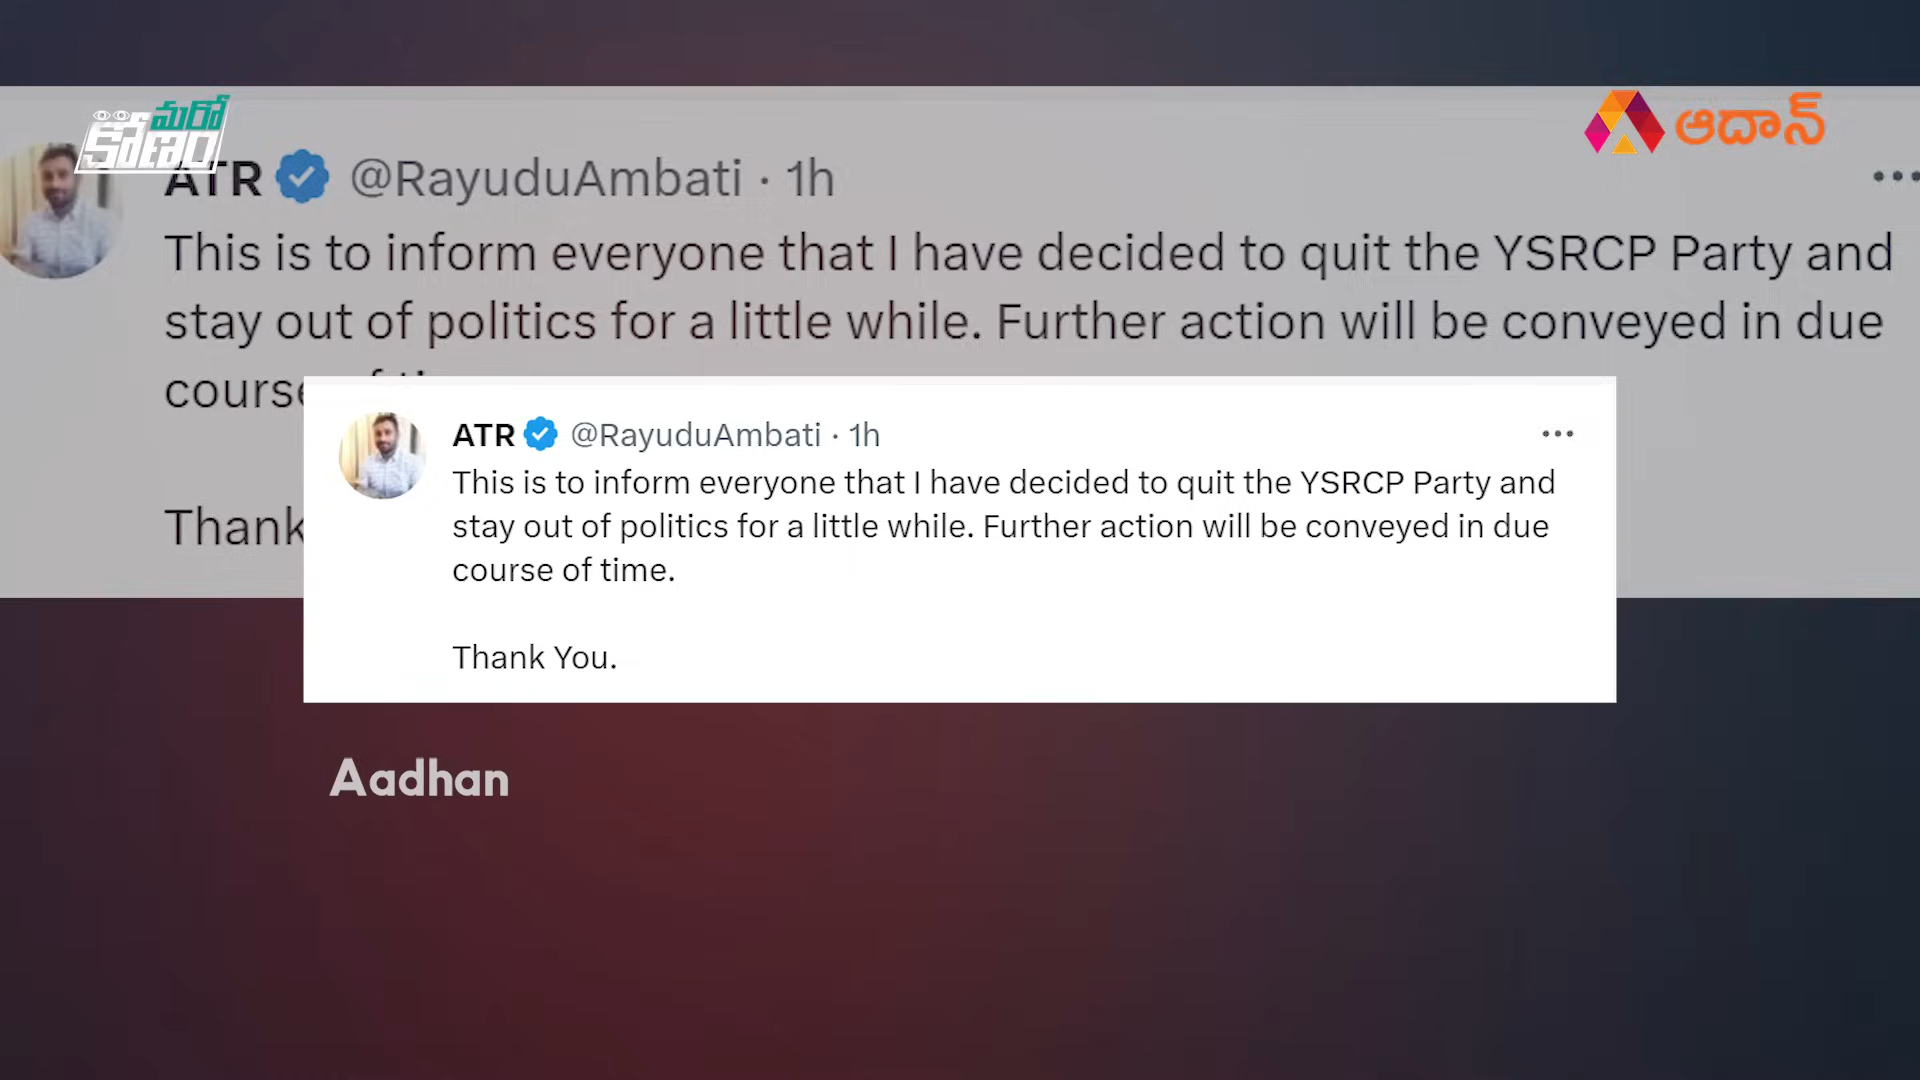 మరో
కోణం
ఆదాన్
ATR @RayuduAmbati · 1h
This is to inform everyone that I have decided to quit the YSRCP Party and
stay out of politics for a little while. Further action will be conveyed in due
course
Thank
ATR @RayuduAmbati · 1h
This is to inform everyone that I have decided to quit the YSRCP Party and
stay out of politics for a little while. Further action will be conveyed in due
course of time.
Thank You.
Aadhan